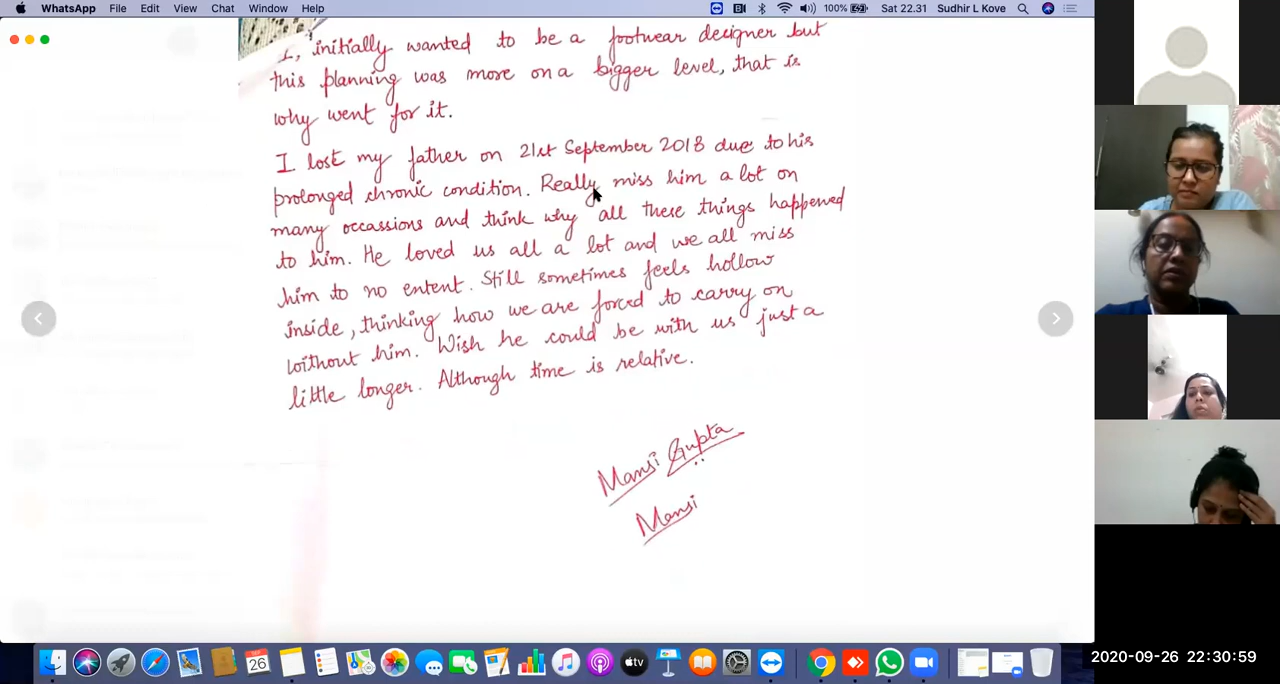 WhatsApp File Edit View Chat Window Help 100% Sat 22.31 Sudhir L Kove
I, initially wanted to be a footwear designer but
this planning was more on a bigger level, that is
why went for it.
I lost my father on 21st September 2018 due to his
prolonged chronic condition. Really miss him a lot on
many occassions and think why all these things happened
to him. He loved us all a lot and we all miss
him to no entent. Still sometimes feels hollow
inside, thinking how we are forced to carry on
without him. Wish he could be with us just a
little longer. Although time is relative.
Mansi Gupta
Mansi
SEP
26
tv
2020-09-26 22:30:59